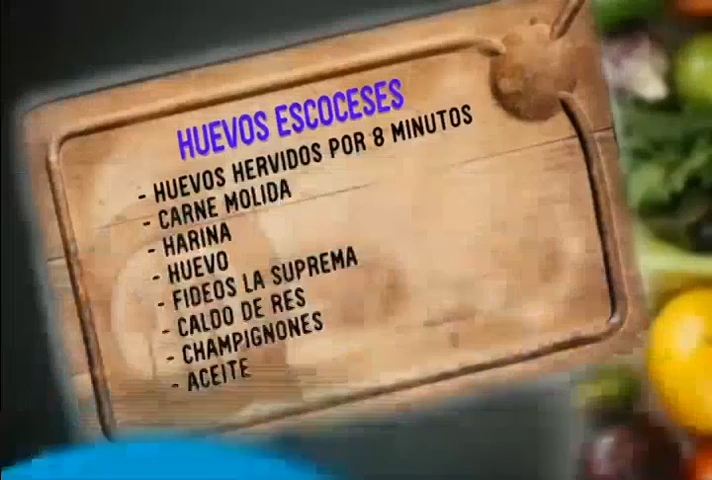 HUEVOS ESCOCESES
- HUEVOS HERVIDOS POR 8 MINUTOS
- CARNE MOLIDA
- HARINA
- HUEVO
- FIDEOS LA SUPREMA
- CALDO DE RES
- CHAMPIGNONES
- ACEITE